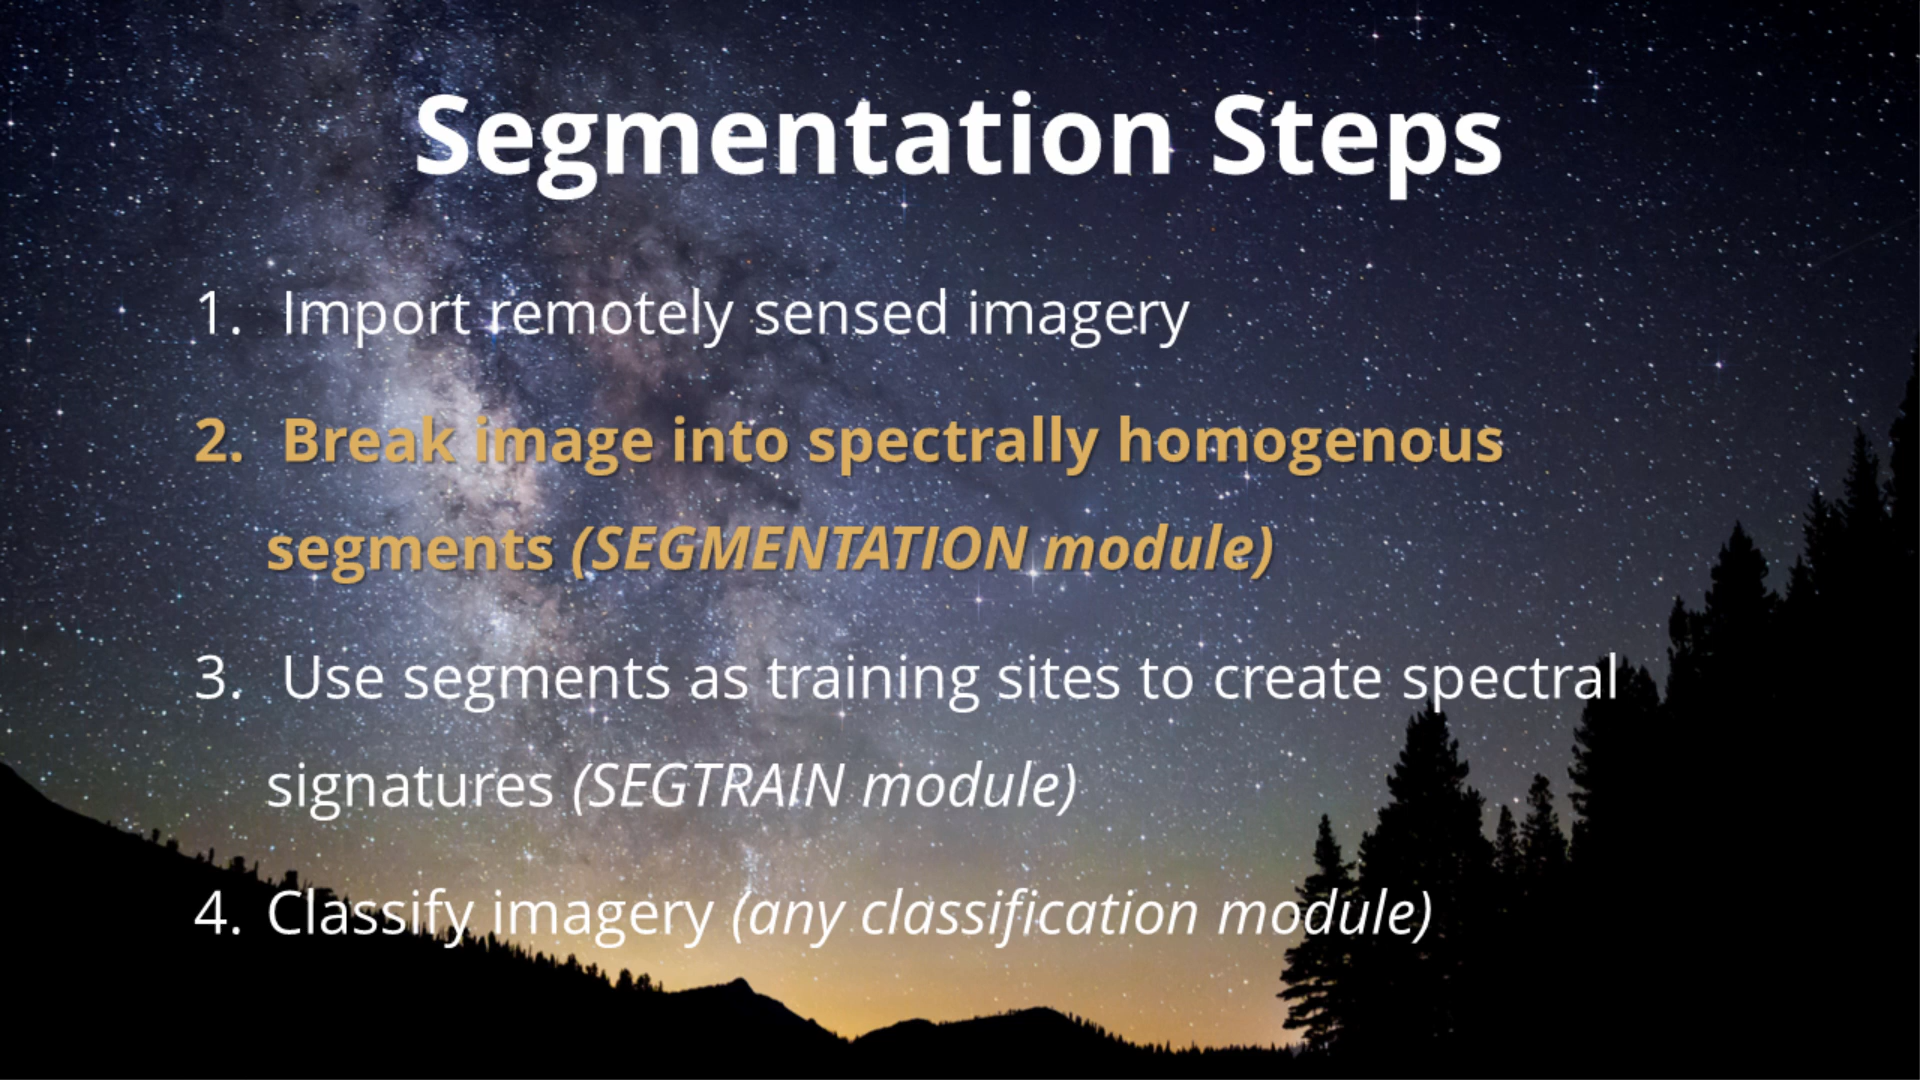 Segmentation Steps
1. Import remotely sensed imagery
2. Break image into spectrally homogenous
segments (SEGMENTATION module)
3. Use segments as training sites to create spectral
signatures (SEGTRAIN module)
4. Classify imagery (any classification module)